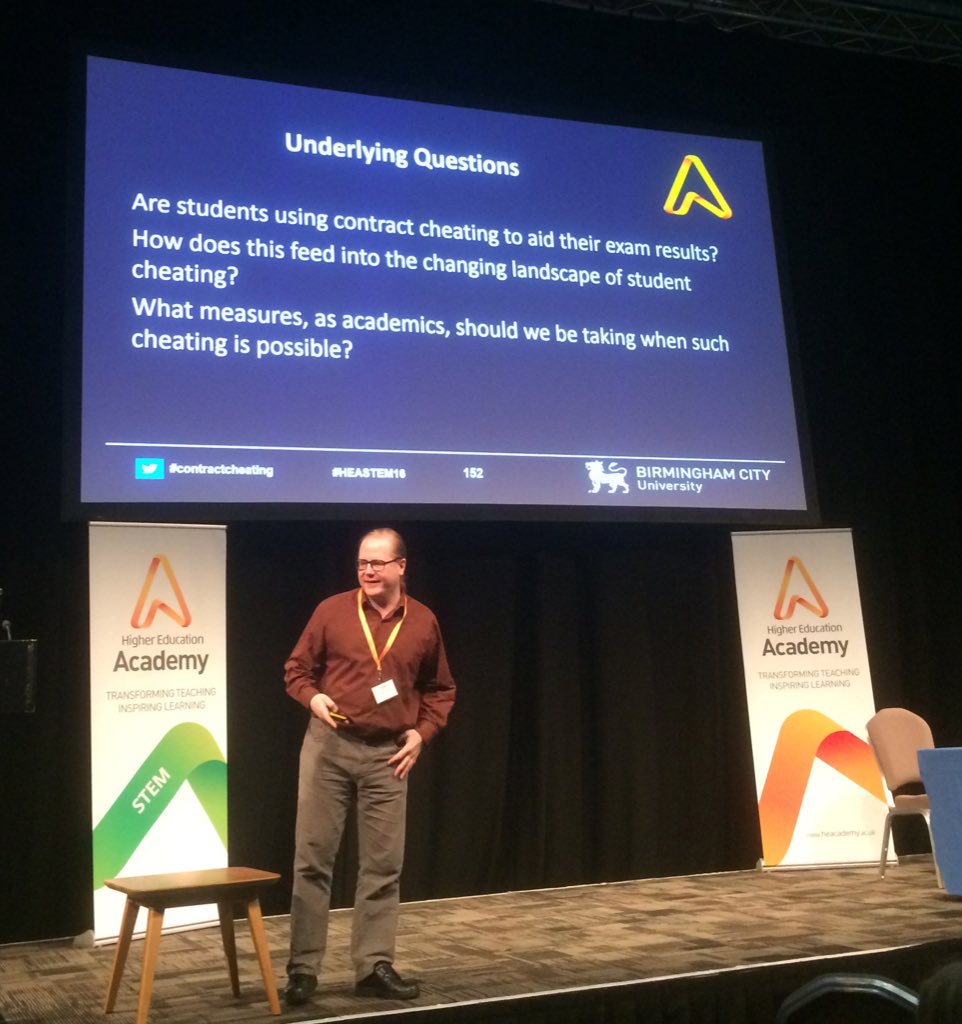 Underlying Questions
Are students using contract cheating to aid their exam results?
How does this feed into the changing landscape of student
cheating?
What measures, as academics, should we be taking when such
cheating is possible?
#contractcheating
#HEASTEM16
152
BIRMINGHAM CITY
University
Higher Education
Academy
TRANSFORMING TEACHING
INSPIRING LEARNING
STEM
Higher Education
Academy
TRANSFORMING TEACHING
INSPIRING LEARNING
www.heacademy.ac.uk